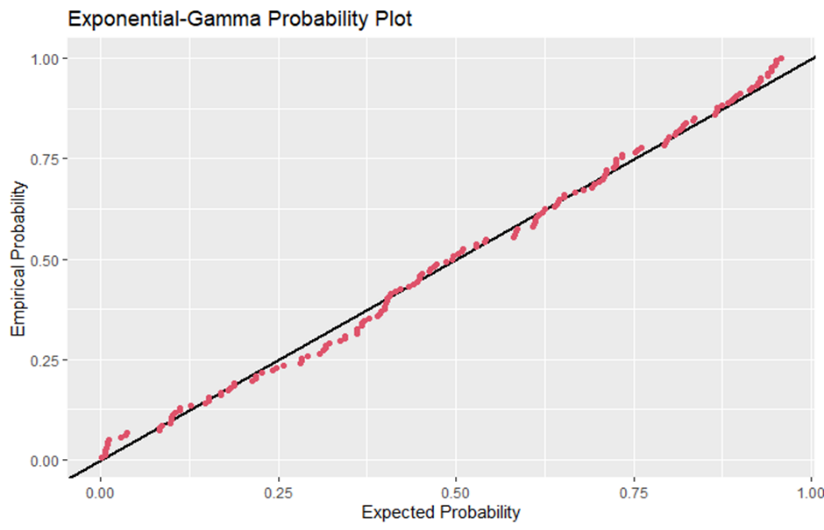 Exponential-Gamma Probability Plot
Empirical Probability
1.00
0.75
0.50
0.25
0.00
0.00 0.25 0.50 0.75 1.00
Expected Probability